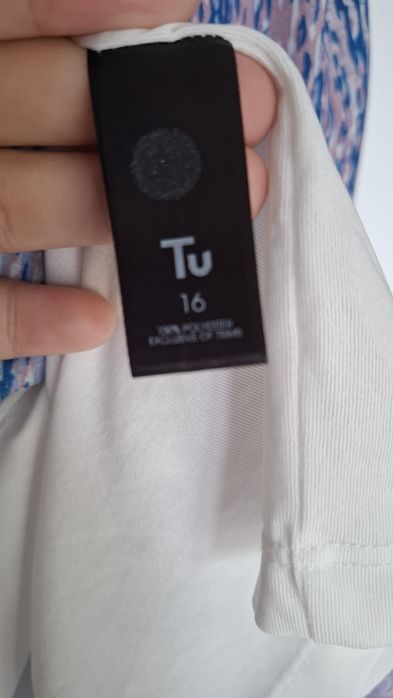 Tu
16
100% POLYESTER
EXCLUSIVE OF TRIMS